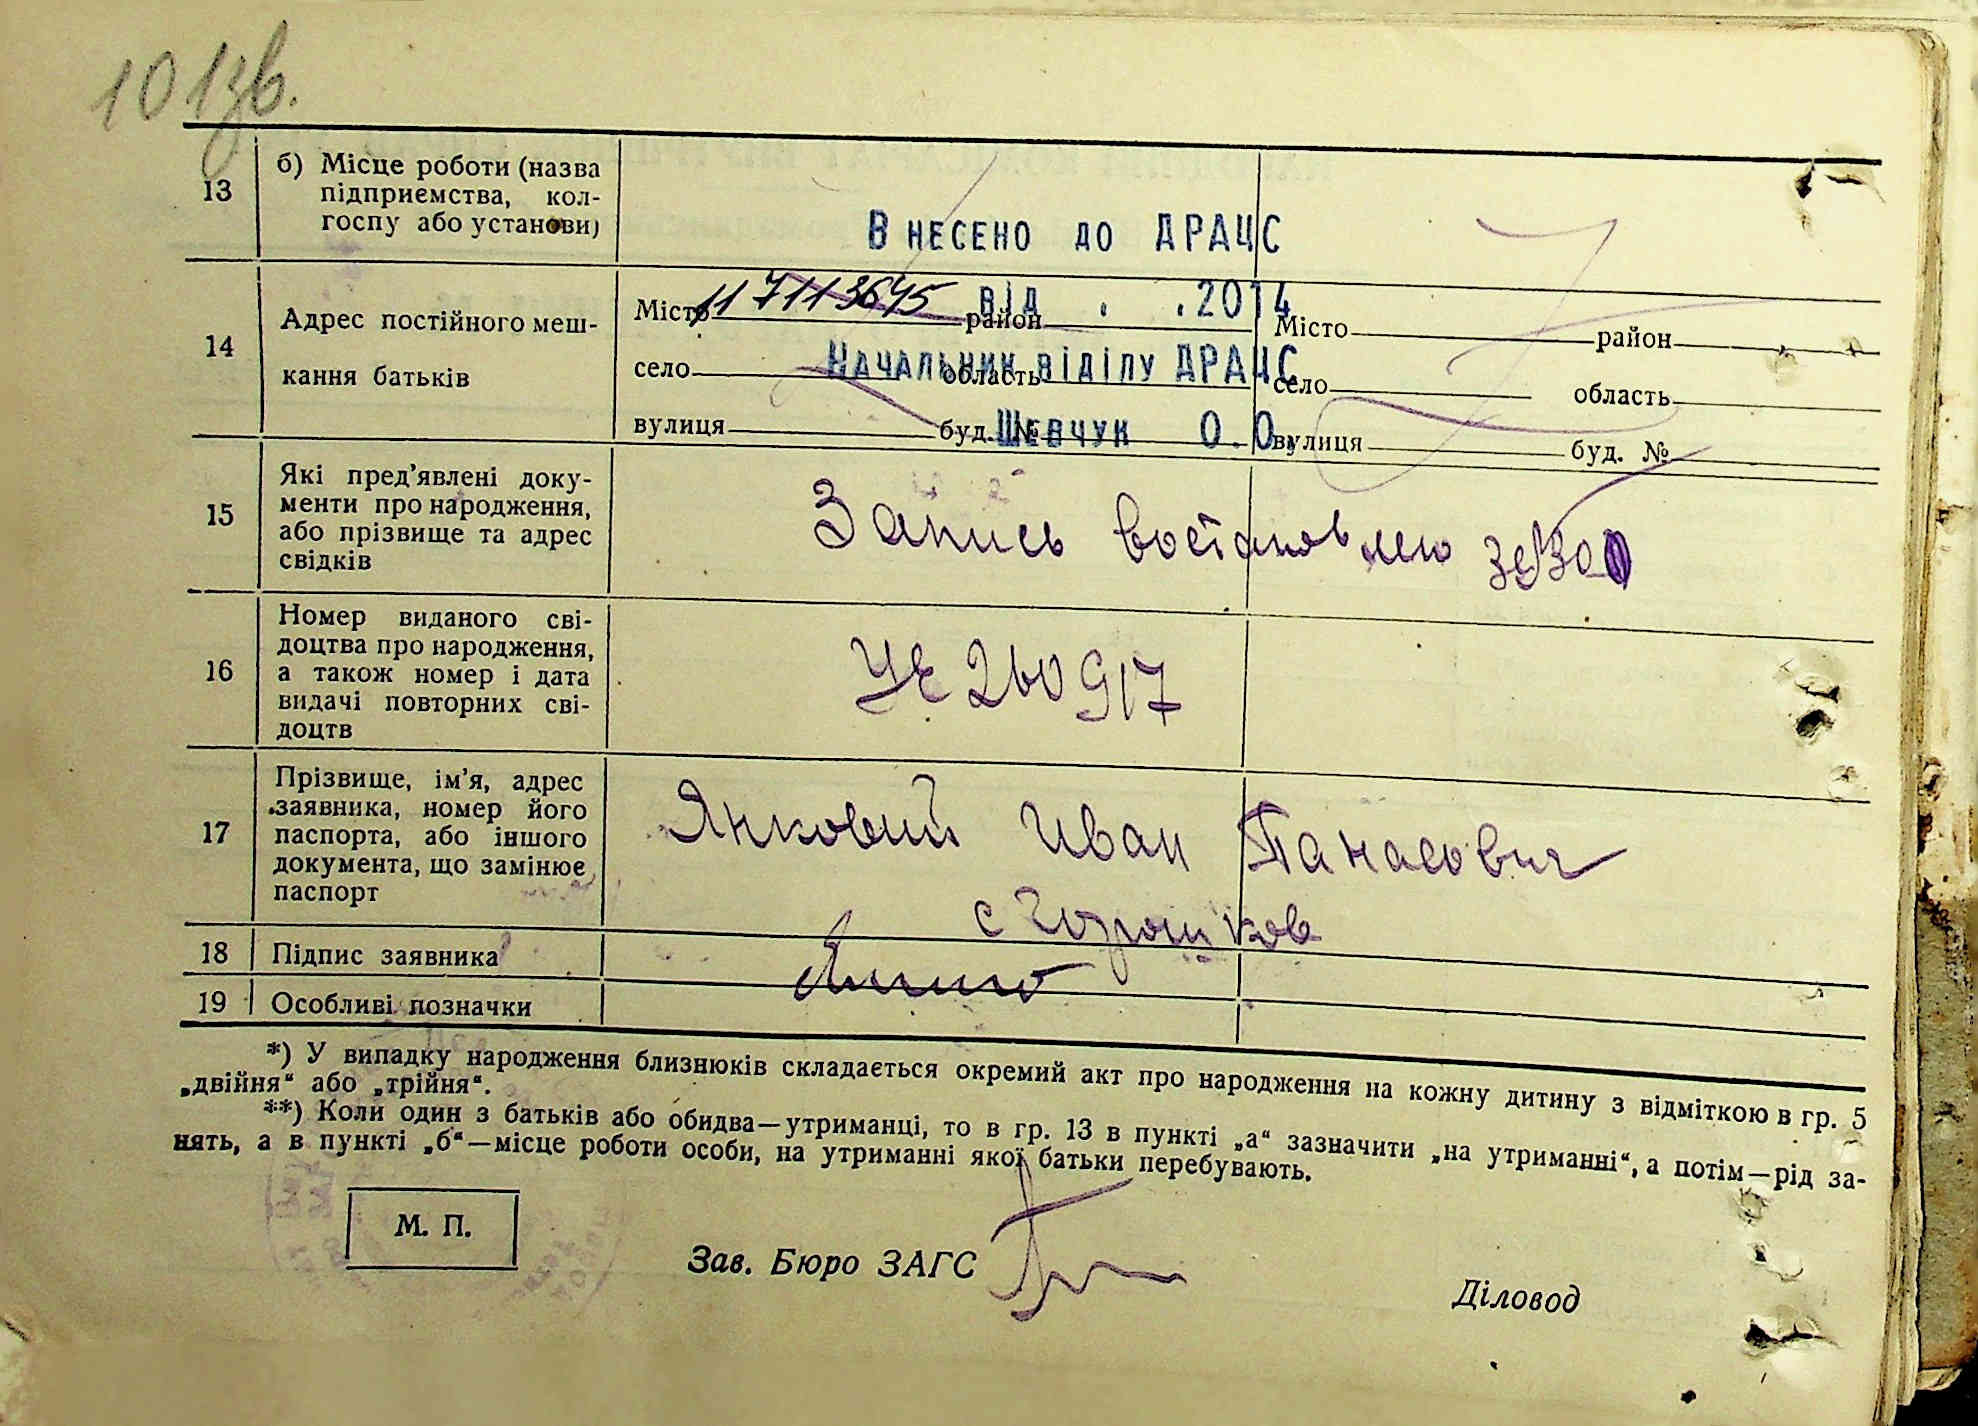 101зв.
13 б) Місце роботи (назва
підприємства, кол-
госпу або установи)
Внесено до ДРАЦС
117113645 від . .2014
Начальник відділу ДРАЦС
Шевчук О.О.
14 Адрес постійного меш-
кання батьків
Місто район Місто район
село область село область
вулиця буд. № вулиця буд. №
15 Які пред'явлені доку-
менти про народження,
або прізвище та адрес
свідків
Запись востановлено
16 Номер виданого сві-
доцтва про народження,
а також номер і дата
видачі повторних сві-
доцтв
УЕ 260917
17 Прізвище, ім'я, адрес
заявника, номер його
паспорта, або іншого
документа, що замінює
паспорт
Янковий Иван Панасович
с Горошков
18 Підпис заявника
19 Особливі позначки
*) У випадку народження близнюків складається окремий акт про народження на кожну дитину з відміткою в гр. 5
„двійня“ або „трійня“.
**) Коли один з батьків або обидва—утриманці, то в гр. 13 в пункті „а“ зазначити „на утриманні“, а потім—рід за-
нять, а в пункті „б“—місце роботи особи, на утриманні якої батьки перебувають.
М. П.
Зав. Бюро ЗАГС
Діловод